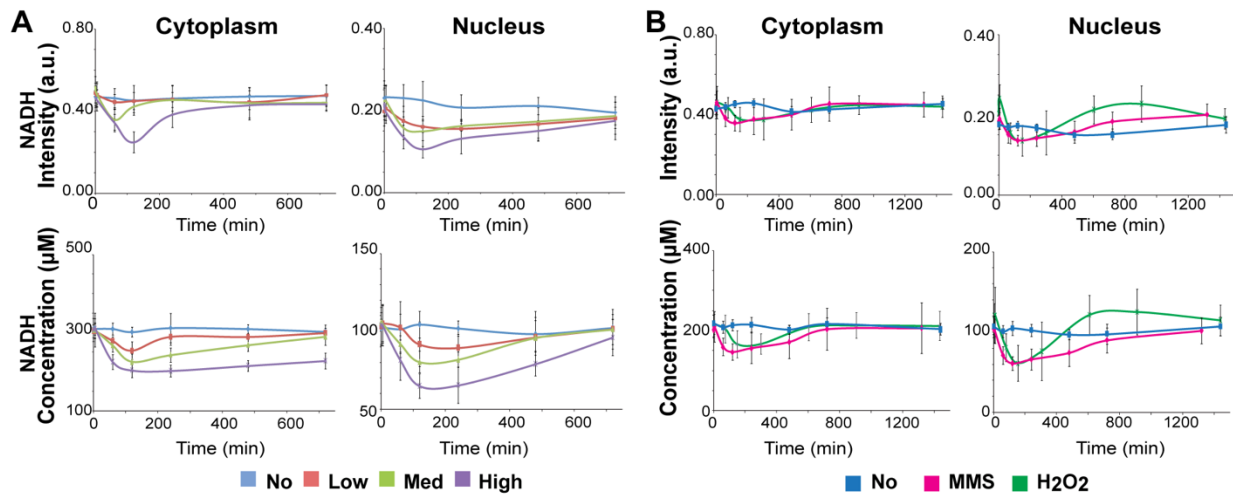 A
Cytoplasm
Nucleus
B
Cytoplasm
Nucleus
NADH
Intensity (a.u.)
0.80
0.40
0.00
0 200 400 600
Time (min)
0.40
0.20
0.00
0 200 400 600
Time (min)
Intensity (a.u.)
0.80
0.40
0.00
0 400 800 1200
Time (min)
0.40
0.20
0.00
0 400 800 1200
Time (min)
NADH
Concentration (µM)
500
300
100
0 200 400 600
Time (min)
150
100
50
0 200 400 600
Time (min)
Concentration (µM)
400
200
0
0 400 800 1200
Time (min)
200
100
0
0 400 800 1200
Time (min)
No Low Med High
No MMS H2O2